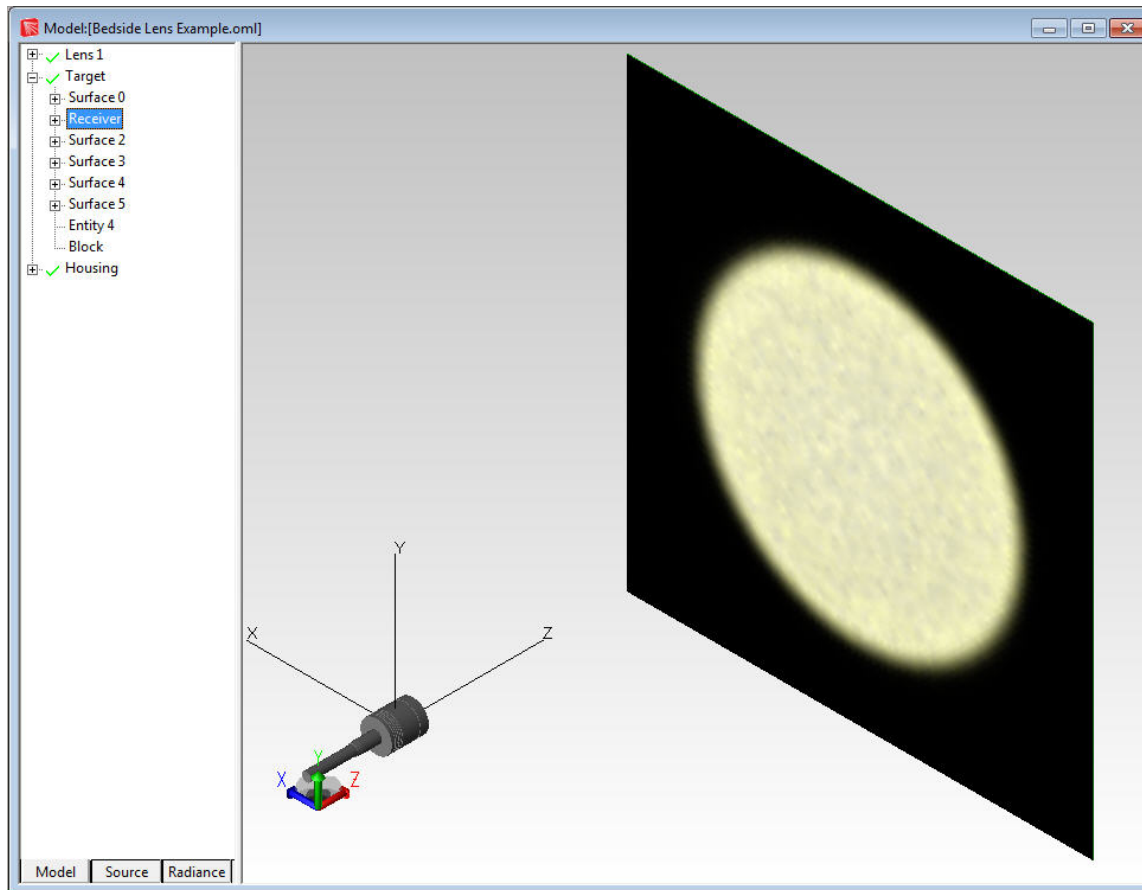 Model:[Bedside Lens Example.oml]
Lens 1
Target
Surface 0
Receiver
Surface 2
Surface 3
Surface 4
Surface 5
Entity 4
Block
Housing
Y
X
Z
Y
X
Z
Model Source Radiance